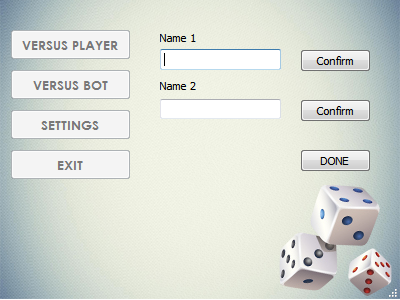 VERSUS PLAYER
VERSUS BOT
SETTINGS
EXIT
Name 1
Confirm
Name 2
Confirm
DONE